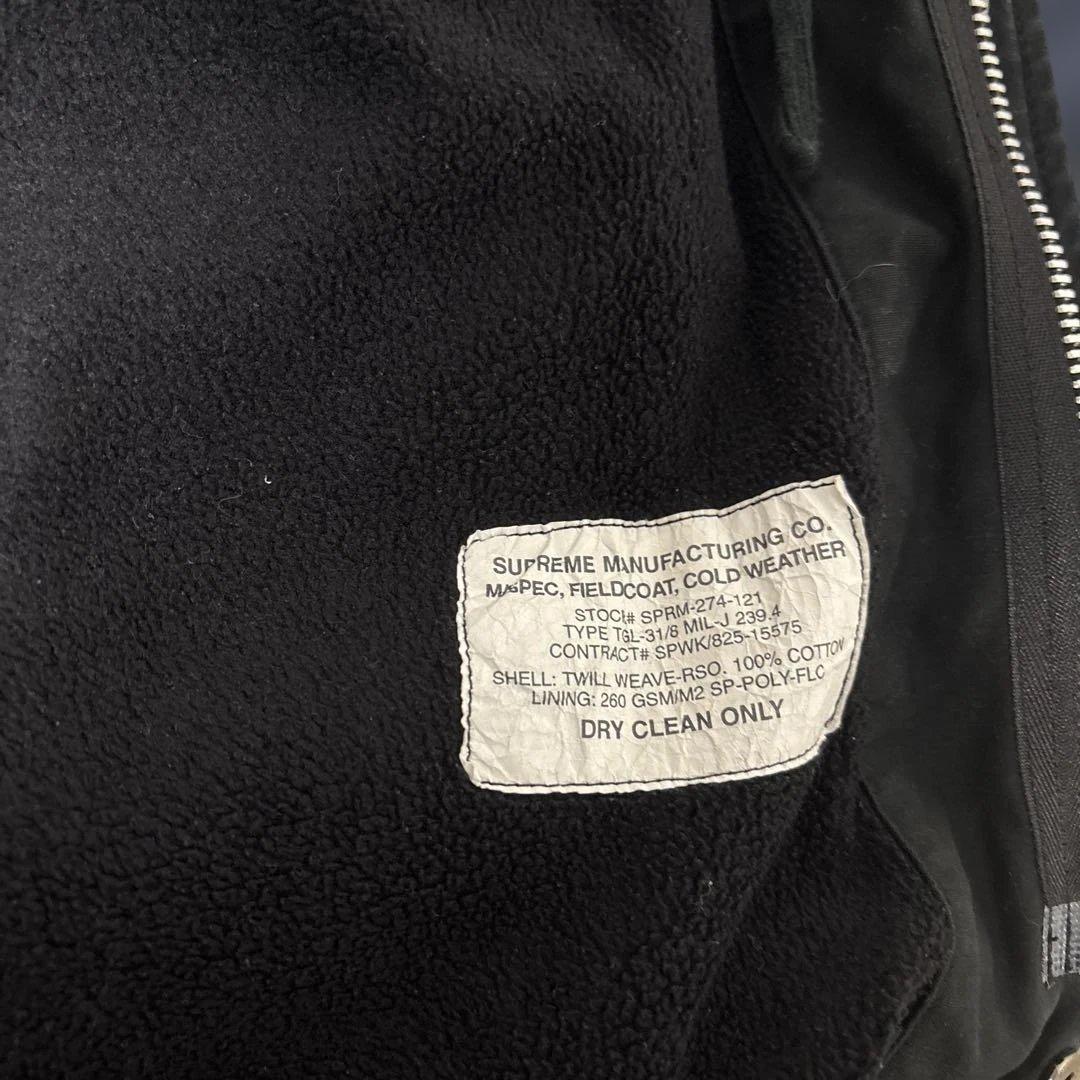 SUPREME MANUFACTURING CO.
M/SPEC, FIELDCOAT, COLD WEATHER
STOCK# SPRM-274-121
TYPE TGL-31/8 MIL-J 239.4
CONTRACT# SPWK/825-15575
SHELL: TWILL WEAVE-RSO. 100% COTTON
LINING: 260 GSM/M2 SP-POLY-FLC
DRY CLEAN ONLY